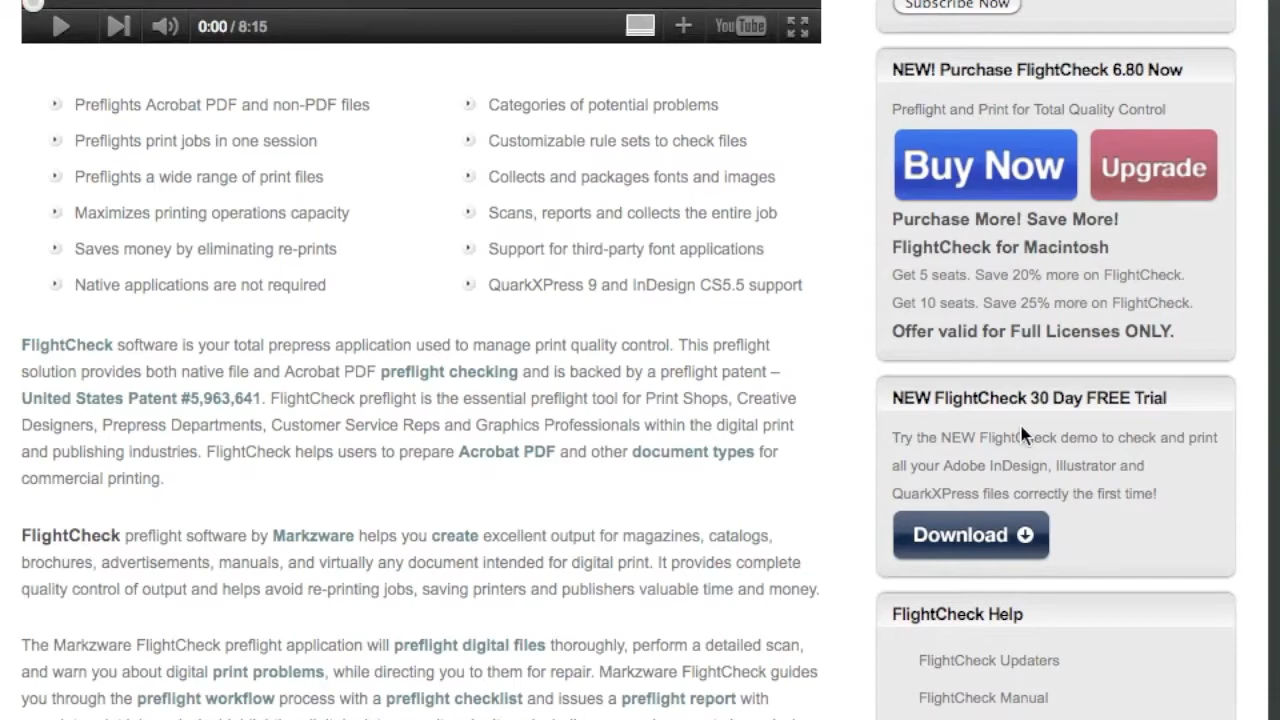 Subscribe Now
0:00 / 8:15
YouTube
Preflights Acrobat PDF and non-PDF files
Preflights print jobs in one session
Preflights a wide range of print files
Maximizes printing operations capacity
Saves money by eliminating re-prints
Native applications are not required
Categories of potential problems
Customizable rule sets to check files
Collects and packages fonts and images
Scans, reports and collects the entire job
Support for third-party font applications
QuarkXPress 9 and InDesign CS5.5 support
FlightCheck software is your total prepress application used to manage print quality control. This preflight
solution provides both native file and Acrobat PDF preflight checking and is backed by a preflight patent –
United States Patent #5,963,641. FlightCheck preflight is the essential preflight tool for Print Shops, Creative
Designers, Prepress Departments, Customer Service Reps and Graphics Professionals within the digital print
and publishing industries. FlightCheck helps users to prepare Acrobat PDF and other document types for
commercial printing.
FlightCheck preflight software by Markzware helps you create excellent output for magazines, catalogs,
brochures, advertisements, manuals, and virtually any document intended for digital print. It provides complete
quality control of output and helps avoid re-printing jobs, saving printers and publishers valuable time and money.
The Markzware FlightCheck preflight application will preflight digital files thoroughly, perform a detailed scan,
and warn you about digital print problems, while directing you to them for repair. Markzware FlightCheck guides
you through the preflight workflow process with a preflight checklist and issues a preflight report with
NEW! Purchase FlightCheck 6.80 Now
Preflight and Print for Total Quality Control
Buy Now
Upgrade
Purchase More! Save More!
FlightCheck for Macintosh
Get 5 seats. Save 20% more on FlightCheck.
Get 10 seats. Save 25% more on FlightCheck.
Offer valid for Full Licenses ONLY.
NEW FlightCheck 30 Day FREE Trial
Try the NEW FlightCheck demo to check and print
all your Adobe InDesign, Illustrator and
QuarkXPress files correctly the first time!
Download
FlightCheck Help
FlightCheck Updaters
FlightCheck Manual